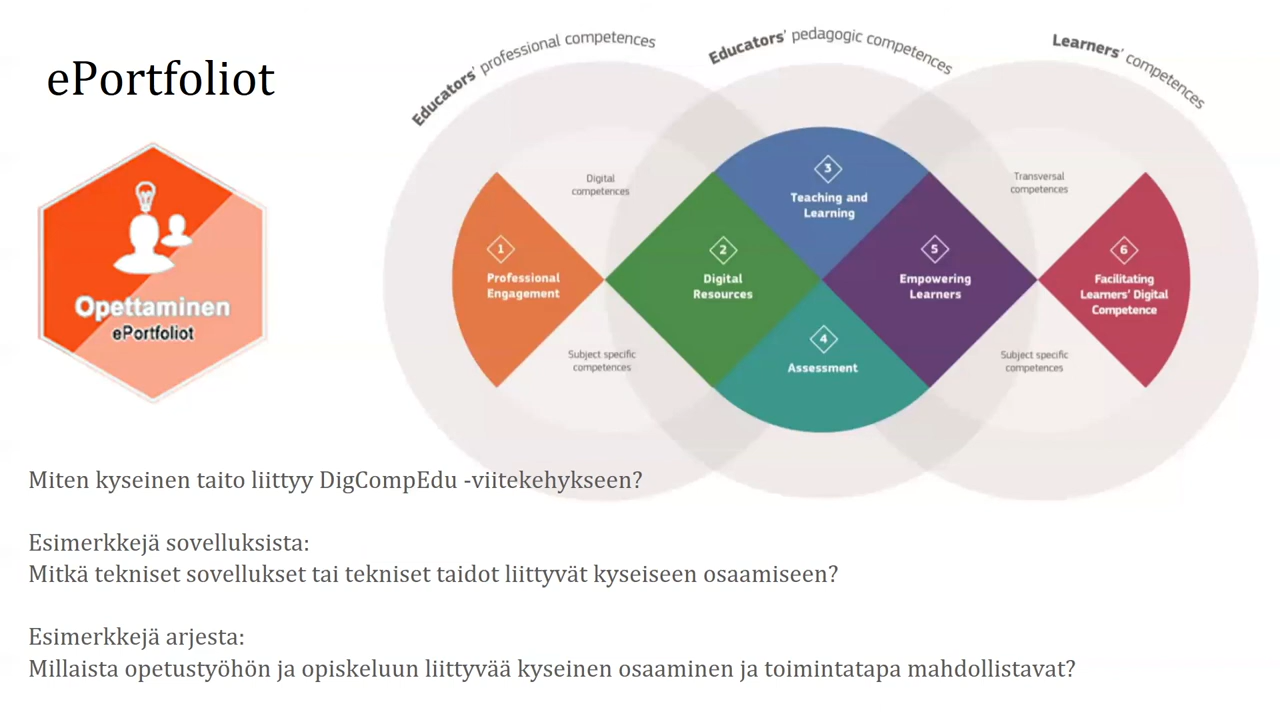 ePortfoliot
Opettaminen
ePortfoliot
Educators' professional competences
Educators' pedagogic competences
Learners' competences
Digital
competences
Transversal
competences
1
Professional
Engagement
2
Digital
Resources
3
Teaching and
Learning
4
Assessment
5
Empowering
Learners
6
Facilitating
Learners' Digital
Competence
Subject specific
competences
Subject specific
competences
Miten kyseinen taito liittyy DigCompEdu -viitekehykseen?
Esimerkkejä sovelluksista:
Mitkä tekniset sovellukset tai tekniset taidot liittyvät kyseiseen osaamiseen?
Esimerkkejä arjesta:
Millaista opetustyöhön ja opiskeluun liittyvää kyseinen osaaminen ja toimintatapa mahdollistavat?